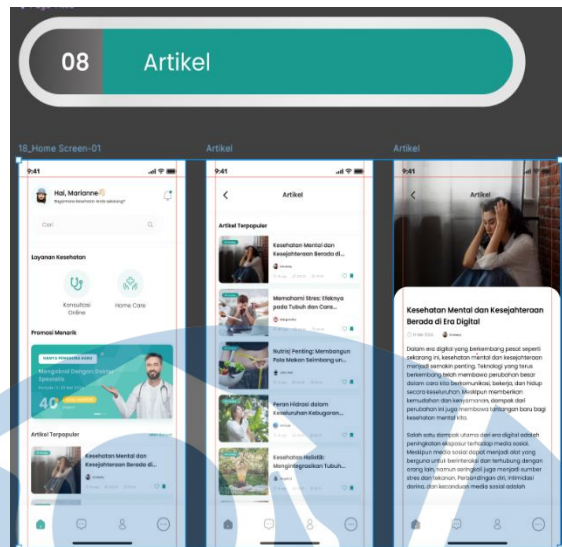 08
Artikel
18_Home Screen-01
Artikel
Artikel
9:41
Hai, Marianne
Cari
Layanan Kesehatan
Konsultasi
Online
Home Care
Promosi Menarik
Mengobrol Dengan Dokter
Spesialis
40
Artikel Terpopuler
Kesehatan Mental dan
Kesejahteraan Berada di...
9:41
Artikel
Artikel Terpopuler
Kesehatan Mental dan
Kesejahteraan Berada di...
Memahami Stres: Efeknya
pada Tubuh dan Cara...
Nutrisi Penting: Membangun
Pola Makan Seimbang un...
Peran Hidrasi dalam
Keseluruhan Kebugaran...
Kesehatan Holistik:
Mengintegrasikan Tubuh...
9:41
Artikel
Kesehatan Mental dan Kesejahteraan
Berada di Era Digital
Dalam era digital yang berkembang pesat seperti
sekarang ini, kesehatan mental dan kesejahteraan
menjadi semakin penting. Teknologi yang terus
berkembang telah membawa perubahan besar
dalam cara kita berkomunikasi, bekerja, dan hidup
secara keseluruhan. Meskipun memberikan
kemudahan dan kenyamanan, dampak dari
perubahan ini juga membawa tantangan baru bagi
kesehatan mental kita.
Salah satu dampak utama dari era digital adalah
peningkatan eksposur terhadap media sosial.
Meskipun media sosial dapat menjadi alat yang
berguna untuk berinteraksi dan terhubung dengan
orang lain, namun seringkali juga menjadi sumber
stres dan tekanan. Persandingan diri, intimidasi
daring, dan kecanduan media sosial adalah